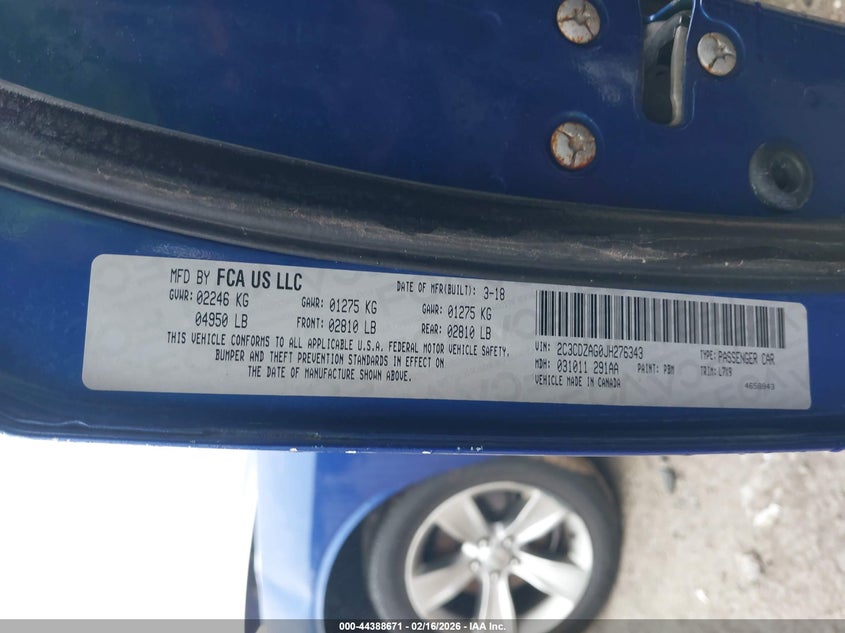 MFD BY FCA US LLC
DATE OF MFR(BUILT): 3-18
GVWR: 02246 KG
GAWR: 01275 KG
GAWR: 01275 KG
04950 LB
FRONT: 02810 LB
REAR: 02810 LB
THIS VEHICLE CONFORMS TO ALL APPLICABLE U.S.A. FEDERAL MOTOR VEHICLE SAFETY,
BUMPER AND THEFT PREVENTION STANDARDS IN EFFECT ON
THE DATE OF MANUFACTURE SHOWN ABOVE.
VIN: 2C3CDZAG0JH276343
TYPE: PASSENGER CAR
MDH: 031011 291AA
PAINT: PBM
TRIM: L7X9
VEHICLE MADE IN CANADA
4658943
000-44388671 - 02/16/2026 - IAA Inc.